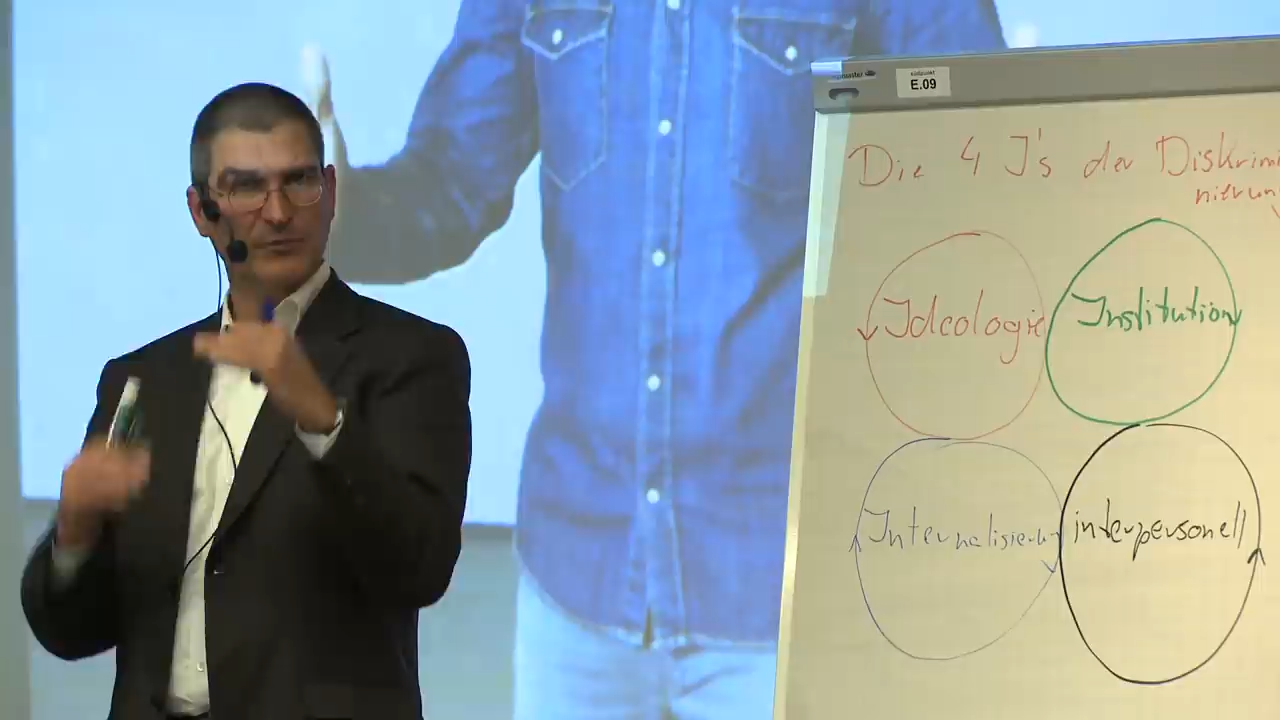 E.09
Die 4 J's der Diskrimi
nierung
Ideologie
Institution
Internalisierung
interpersonell